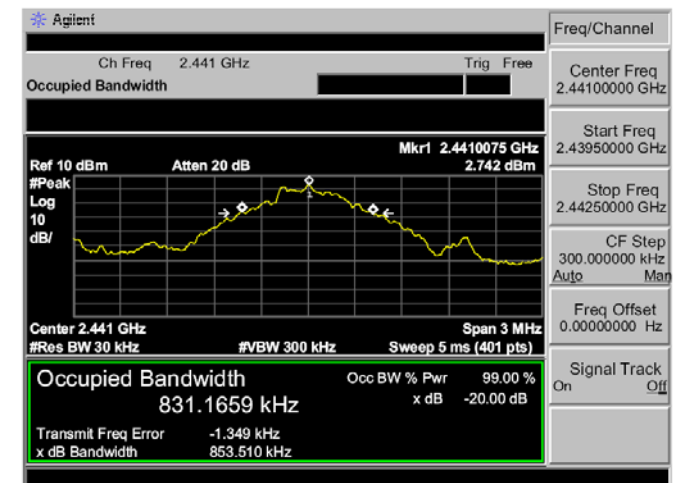 Agilent
Freq/Channel
Ch Freq 2.441 GHz Trig Free
Occupied Bandwidth
Center Freq
2.44100000 GHz
Start Freq
2.43950000 GHz
Stop Freq
2.44250000 GHz
CF Step
300.000000 kHz
Auto Man
Freq Offset
0.00000000 Hz
Signal Track
On Off
Mkr1 2.4410075 GHz
Ref 10 dBm Atten 20 dB 2.742 dBm
#Peak
Log
10
dB/
1
Center 2.441 GHz Span 3 MHz
#Res BW 30 kHz #VBW 300 kHz Sweep 5 ms (401 pts)
Occupied Bandwidth Occ BW % Pwr 99.00 %
831.1659 kHz x dB -20.00 dB
Transmit Freq Error -1.349 kHz
x dB Bandwidth 853.510 kHz